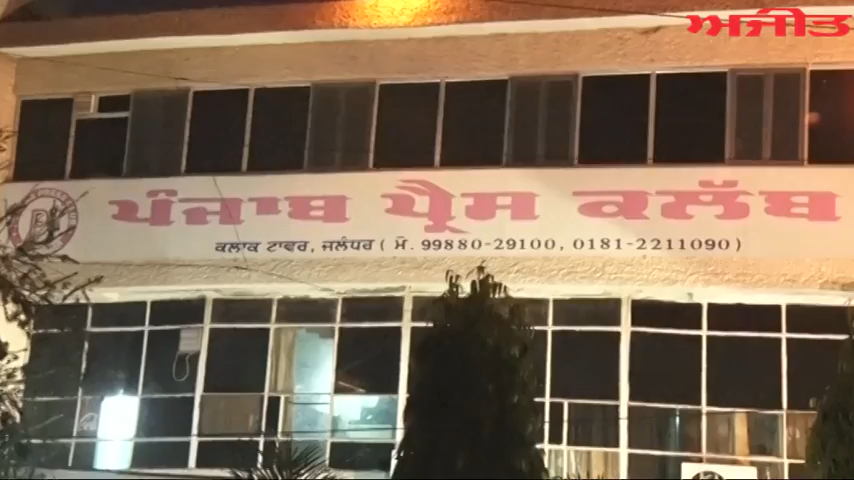 ਅਜੀਤ
ਪੰਜਾਬ ਪ੍ਰੈਸ ਕਲੱਬ
ਕਲਾਕ ਟਾਵਰ, ਜਲੰਧਰ ( ਮੋ. 99880-29100, 0181-2211090 )